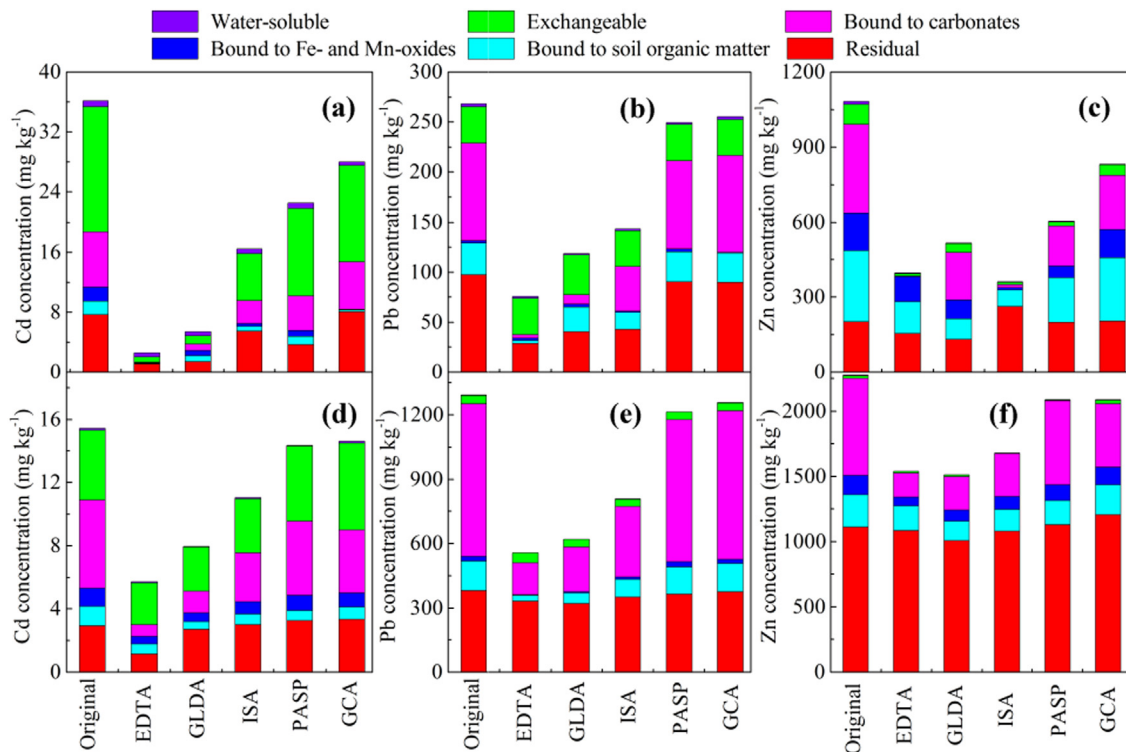 Water-soluble Exchangeable Bound to carbonates
Bound to Fe- and Mn-oxides Bound to soil organic matter Residual
40
32
24
16
8
0
Cd concentration (mg kg⁻¹)
(a)
300
250
200
150
100
50
0
Pb concentration (mg kg⁻¹)
(b)
1200
900
600
300
0
Zn concentration (mg kg⁻¹)
(c)
16
12
8
4
0
Cd concentration (mg kg⁻¹)
(d)
Original
EDTA
GLDA
ISA
PASP
GCA
1200
900
600
300
0
Pb concentration (mg kg⁻¹)
(e)
Original
EDTA
GLDA
ISA
PASP
GCA
2000
1500
1000
500
0
Zn concentration (mg kg⁻¹)
(f)
Original
EDTA
GLDA
ISA
PASP
GCA